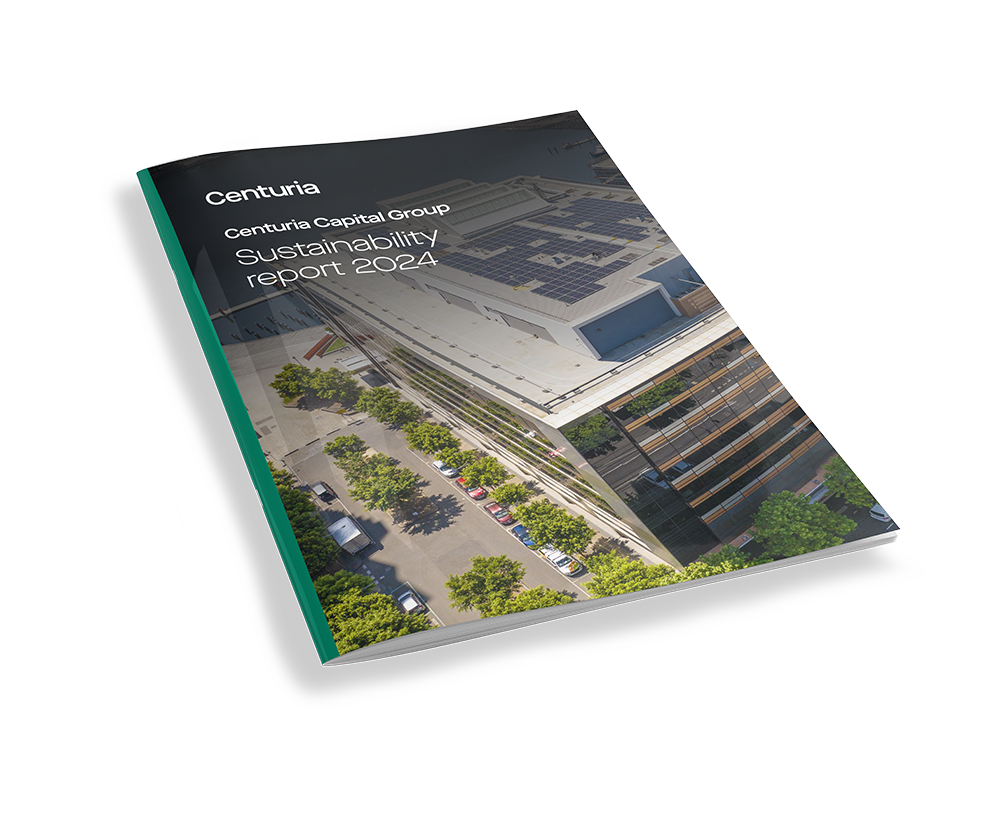 Centuria
Centuria Capital Group
Sustainability
report 2024